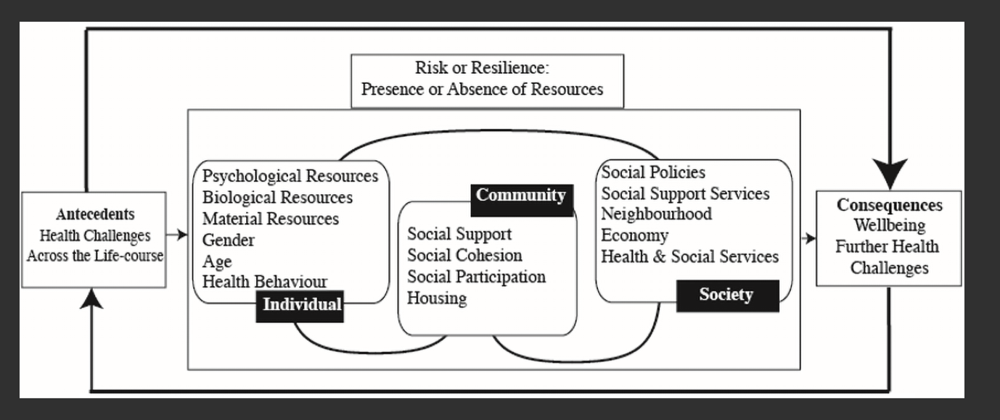 Risk or Resilience:
Presence or Absence of Resources
Antecedents
Health Challenges
Across the Life-course
Psychological Resources
Biological Resources
Material Resources
Gender
Age
Health Behaviour
Individual
Community
Social Support
Social Cohesion
Social Participation
Housing
Social Policies
Social Support Services
Neighbourhood
Economy
Health & Social Services
Society
Consequences
Wellbeing
Further Health
Challenges